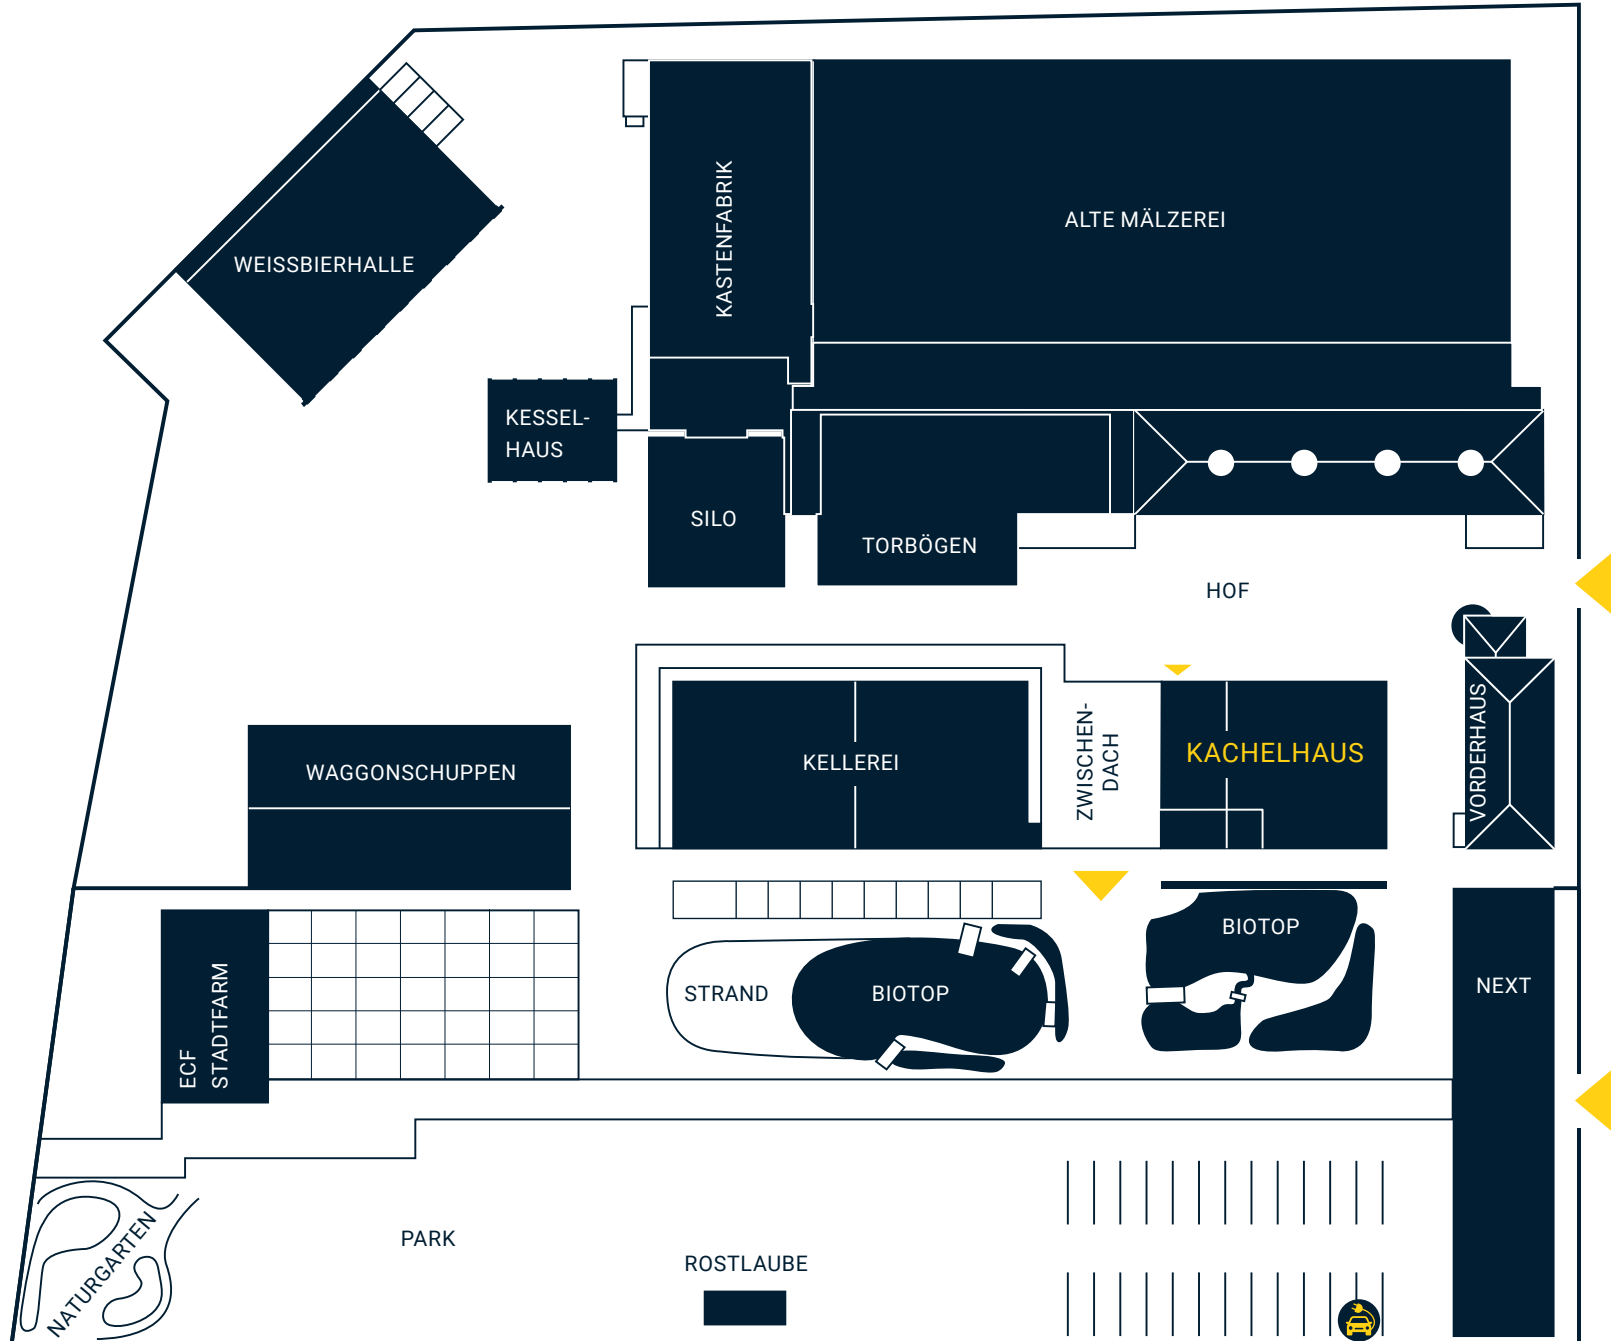 KASTENFABRIK
ALTE MÄLZEREI
WEISSBIERHALLE
KESSEL-
HAUS
SILO
TORBÖGEN
HOF
WAGGONSCHUPPEN
KELLEREI
ZWISCHEN-
DACH
KACHELHAUS
VORDERHAUS
ECF
STADTFARM
STRAND
BIOTOP
BIOTOP
NEXT
NATURGARTEN
PARK
ROSTLAUBE